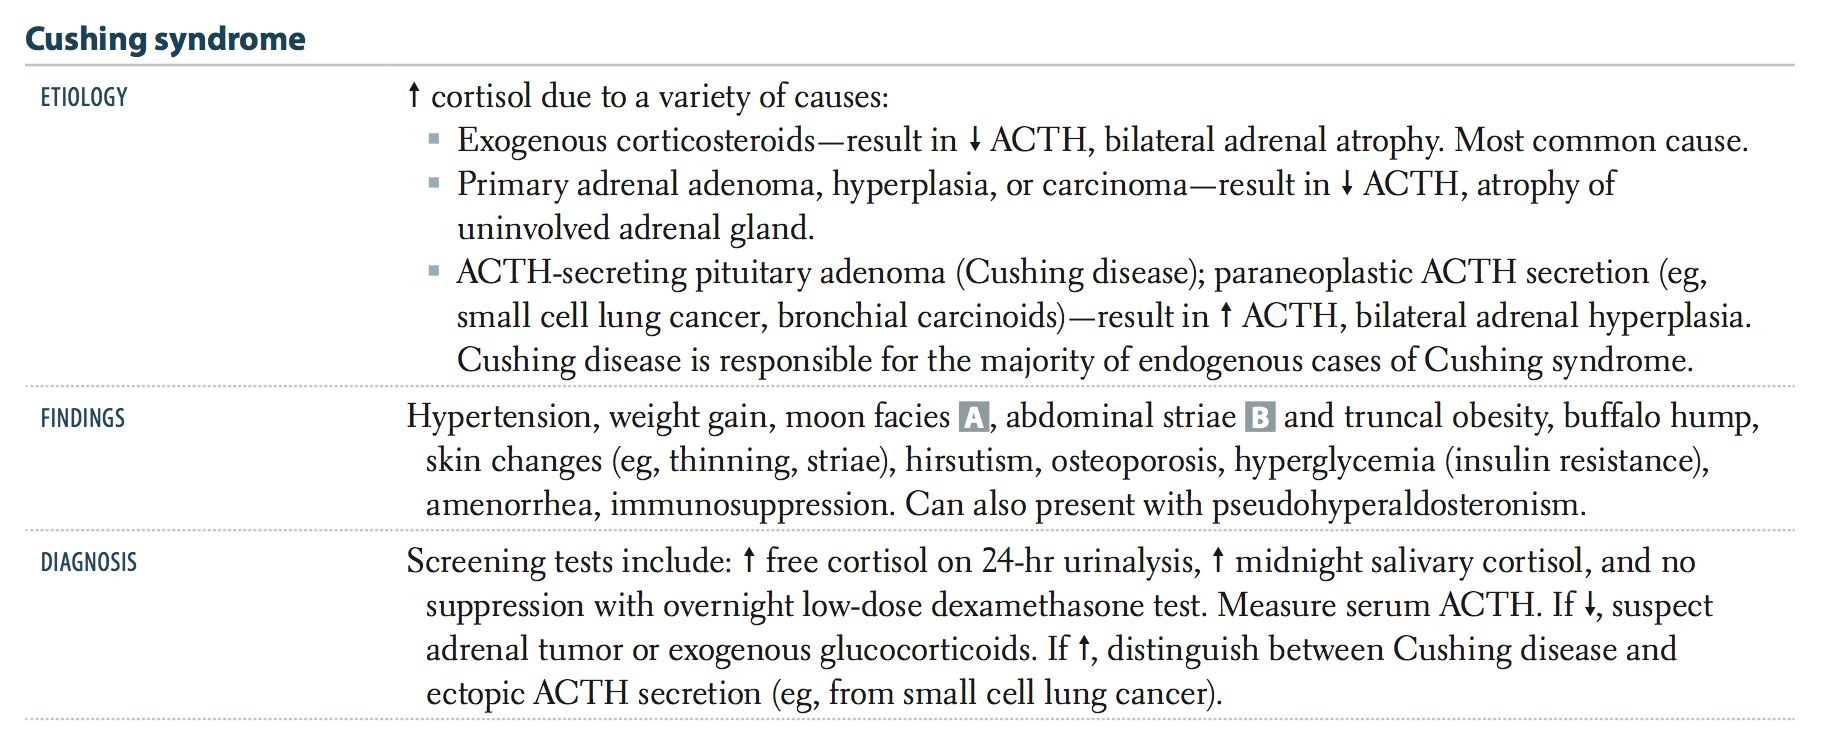 Cushing syndrome
ETIOLOGY
↑ cortisol due to a variety of causes:
▪ Exogenous corticosteroids—result in ↓ ACTH, bilateral adrenal atrophy. Most common cause.
▪ Primary adrenal adenoma, hyperplasia, or carcinoma—result in ↓ ACTH, atrophy of
uninvolved adrenal gland.
▪ ACTH-secreting pituitary adenoma (Cushing disease); paraneoplastic ACTH secretion (eg,
small cell lung cancer, bronchial carcinoids)—result in ↑ ACTH, bilateral adrenal hyperplasia.
Cushing disease is responsible for the majority of endogenous cases of Cushing syndrome.
FINDINGS
Hypertension, weight gain, moon facies A, abdominal striae B and truncal obesity, buffalo hump,
skin changes (eg, thinning, striae), hirsutism, osteoporosis, hyperglycemia (insulin resistance),
amenorrhea, immunosuppression. Can also present with pseudohyperaldosteronism.
DIAGNOSIS
Screening tests include: ↑ free cortisol on 24-hr urinalysis, ↑ midnight salivary cortisol, and no
suppression with overnight low-dose dexamethasone test. Measure serum ACTH. If ↓, suspect
adrenal tumor or exogenous glucocorticoids. If ↑, distinguish between Cushing disease and
ectopic ACTH secretion (eg, from small cell lung cancer).